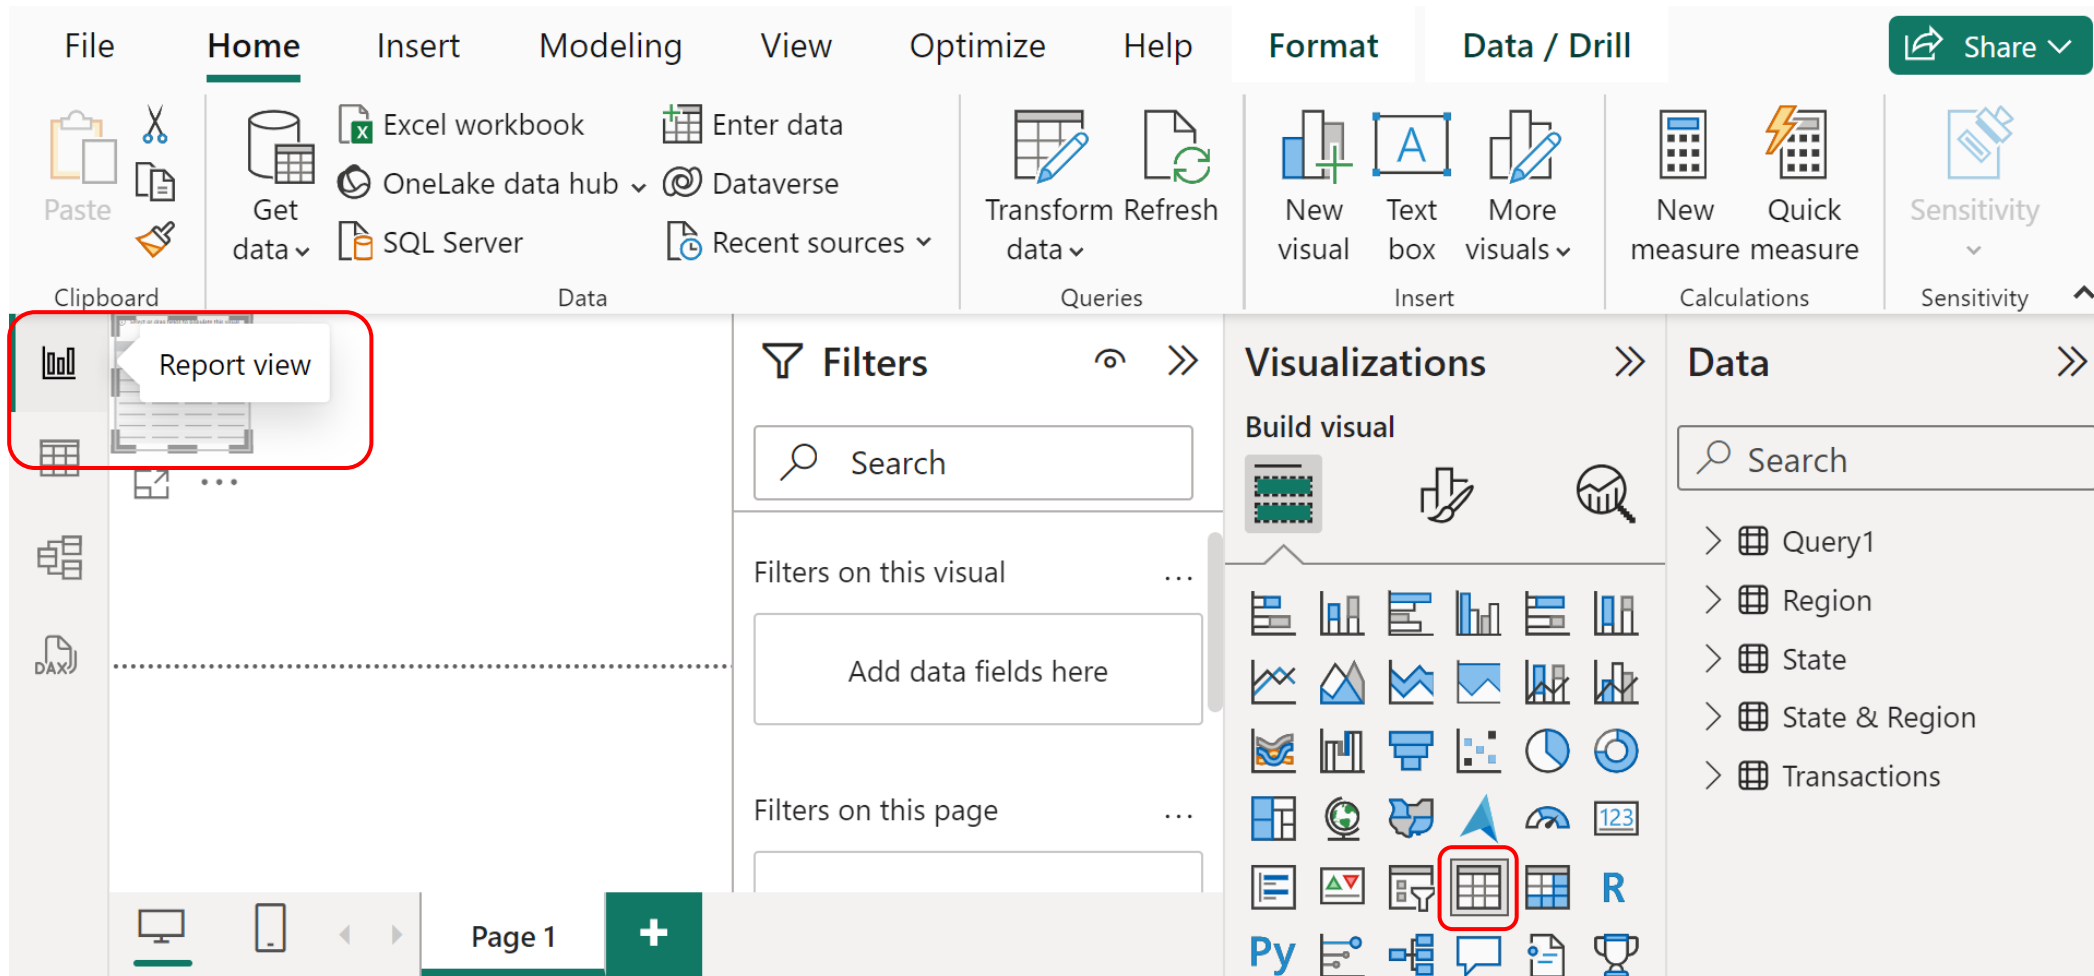 File Home Insert Modeling View Optimize Help Format Data / Drill Share
Paste
Clipboard
Get
data
Excel workbook
OneLake data hub
SQL Server
Enter data
Dataverse
Recent sources
Data
Transform
data
Refresh
Queries
New
visual
Text
box
More
visuals
Insert
New
measure
Quick
measure
Calculations
Sensitivity
Sensitivity
Report view
DAX
Filters
Search
Filters on this visual
Add data fields here
Filters on this page
Visualizations
Build visual
123
R
Py
Data
Search
Query1
Region
State
State & Region
Transactions
Page 1